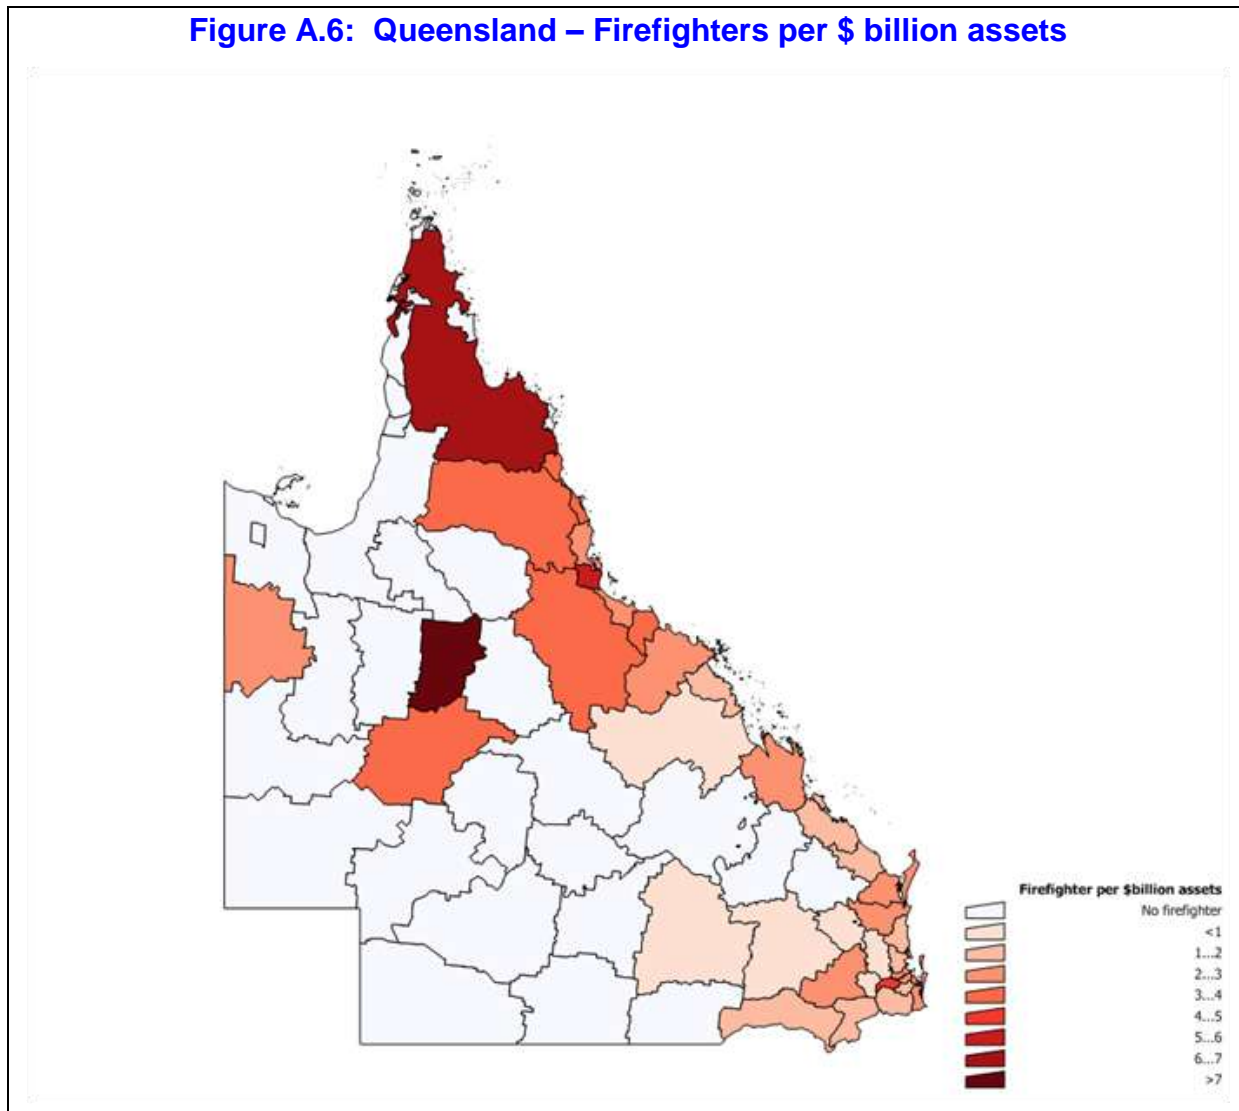 Figure A.6: Queensland – Firefighters per $ billion assets
Firefighter per $billion assets
No firefighter
<1
1...2
2...3
3...4
4...5
5...6
6...7
>7